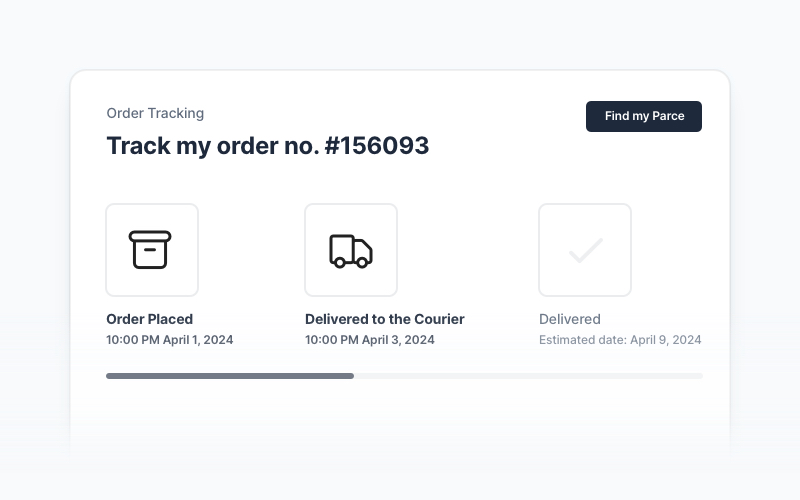 Order Tracking
Find my Parce
Track my order no. #156093
Order Placed
10:00 PM April 1, 2024
Delivered to the Courier
10:00 PM April 3, 2024
Delivered
Estimated date: April 9, 2024